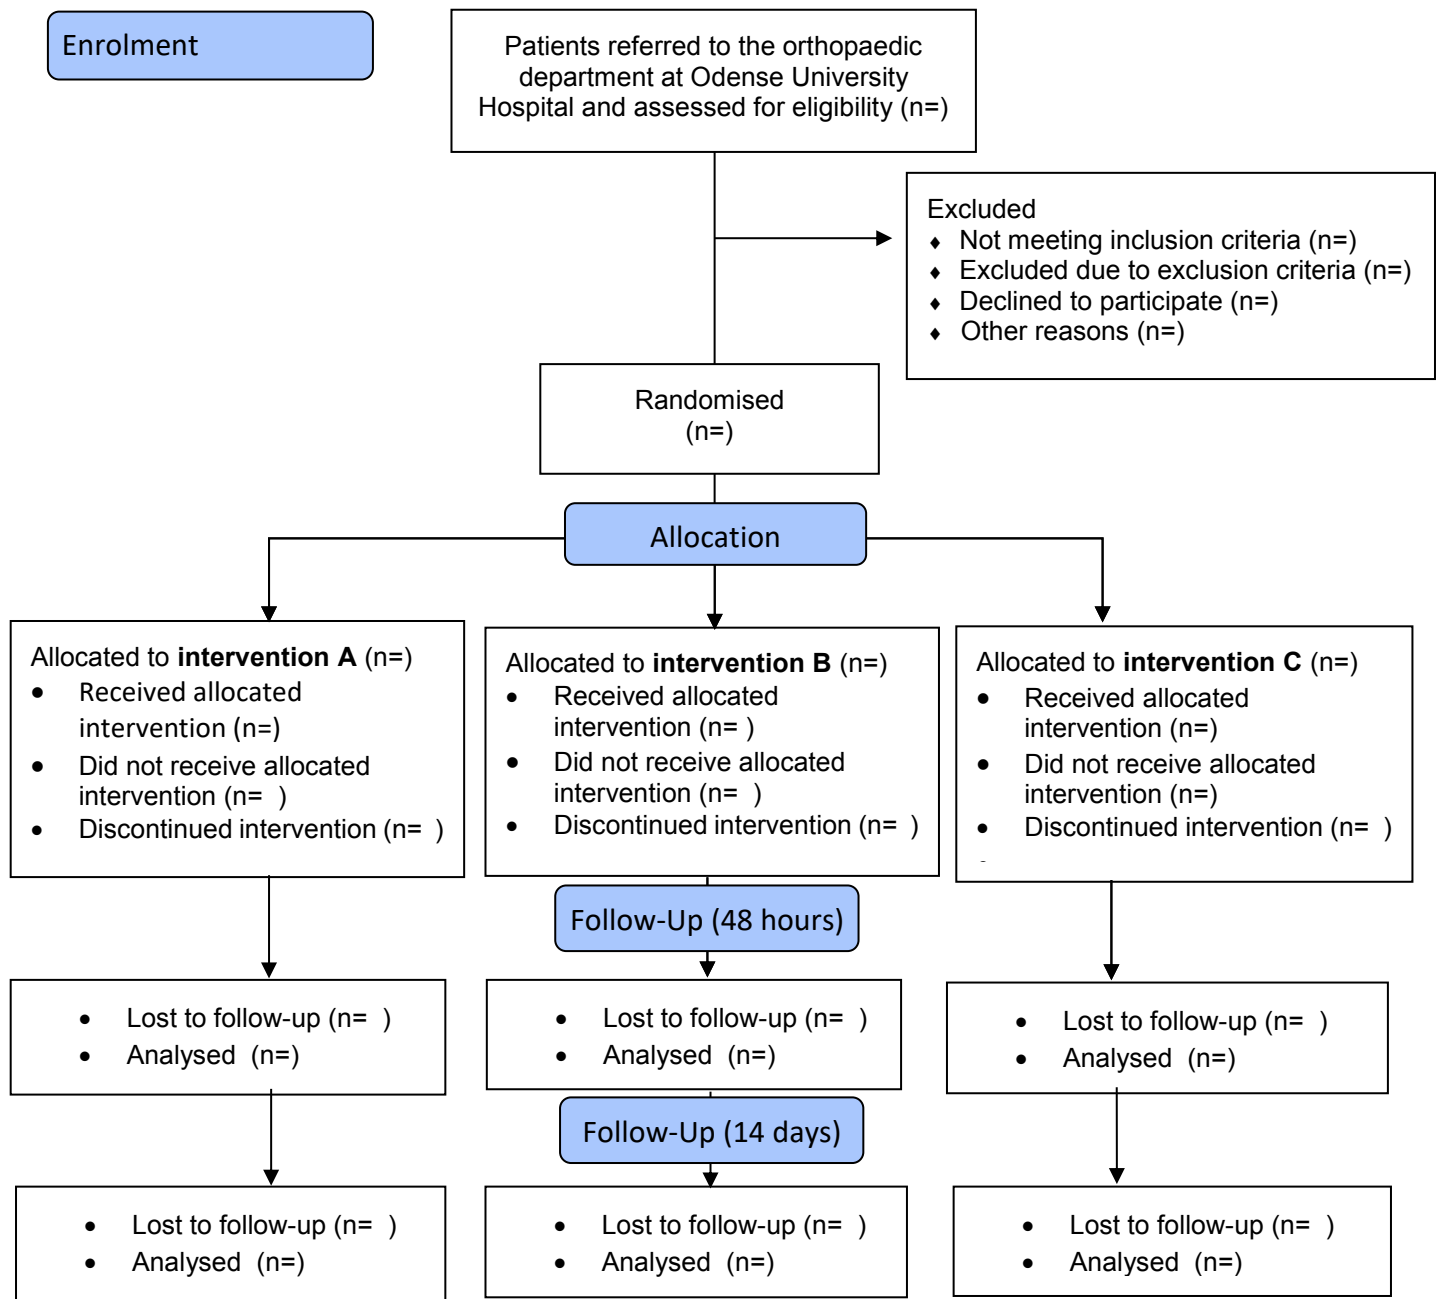 Enrolment
Patients referred to the orthopaedic
department at Odense University
Hospital and assessed for eligibility (n=)
Excluded
♦ Not meeting inclusion criteria (n=)
♦ Excluded due to exclusion criteria (n=)
♦ Declined to participate (n=)
♦ Other reasons (n=)
Randomised
(n=)
Allocation
Allocated to intervention A (n=)
• Received allocated
intervention (n=)
• Did not receive allocated
intervention (n= )
• Discontinued intervention (n= )
Allocated to intervention B (n=)
• Received allocated
intervention (n= )
• Did not receive allocated
intervention (n= )
• Discontinued intervention (n= )
Allocated to intervention C (n=)
• Received allocated
intervention (n=)
• Did not receive allocated
intervention (n=)
• Discontinued intervention (n= )
Follow-Up (48 hours)
• Lost to follow-up (n= )
• Analysed (n=)
• Lost to follow-up (n= )
• Analysed (n=)
• Lost to follow-up (n= )
• Analysed (n=)
Follow-Up (14 days)
• Lost to follow-up (n= )
• Analysed (n=)
• Lost to follow-up (n= )
• Analysed (n=)
• Lost to follow-up (n= )
• Analysed (n=)